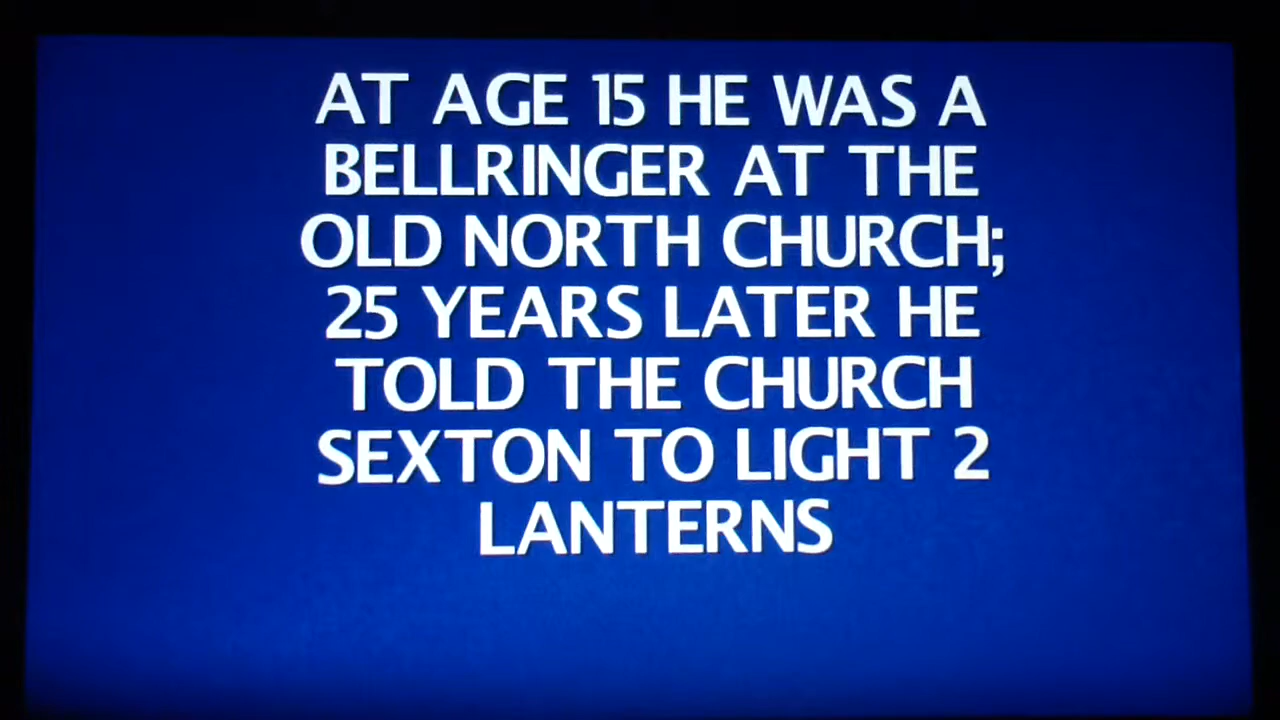 AT AGE 15 HE WAS A
BELLRINGER AT THE
OLD NORTH CHURCH;
25 YEARS LATER HE
TOLD THE CHURCH
SEXTON TO LIGHT 2
LANTERNS